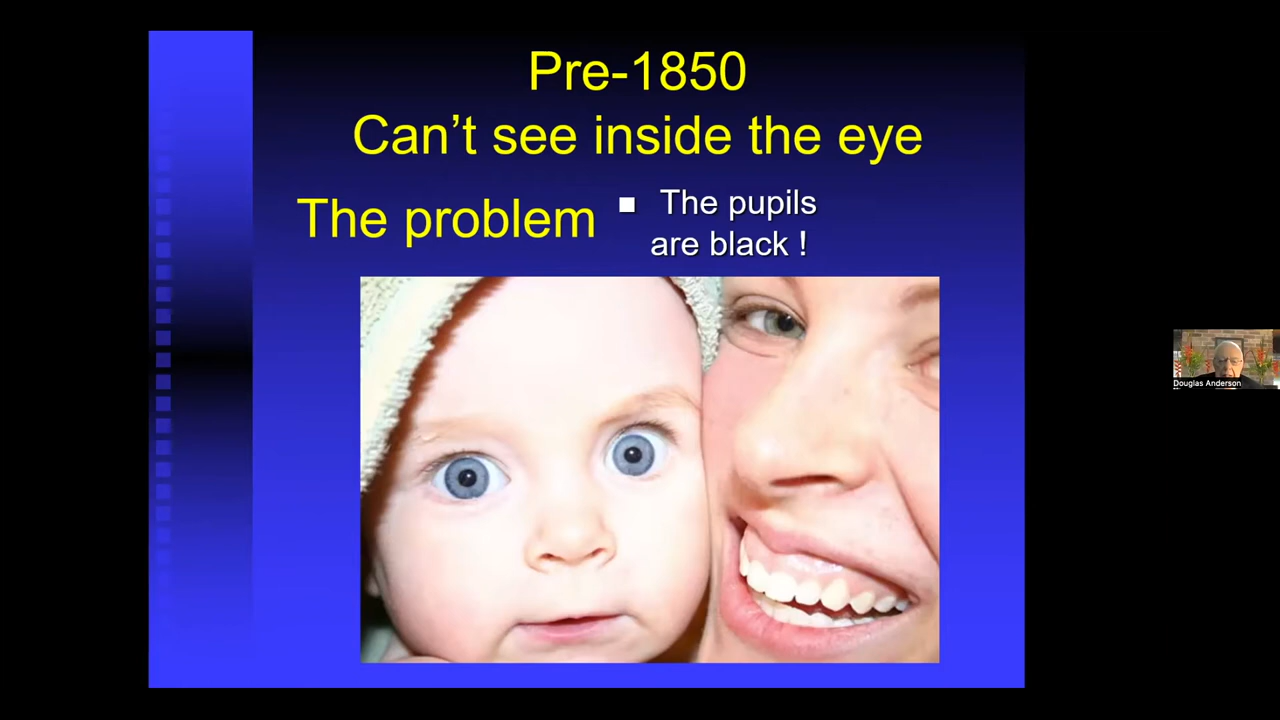 Pre-1850
Can't see inside the eye
The problem
The pupils
are black !
Douglas Anderson